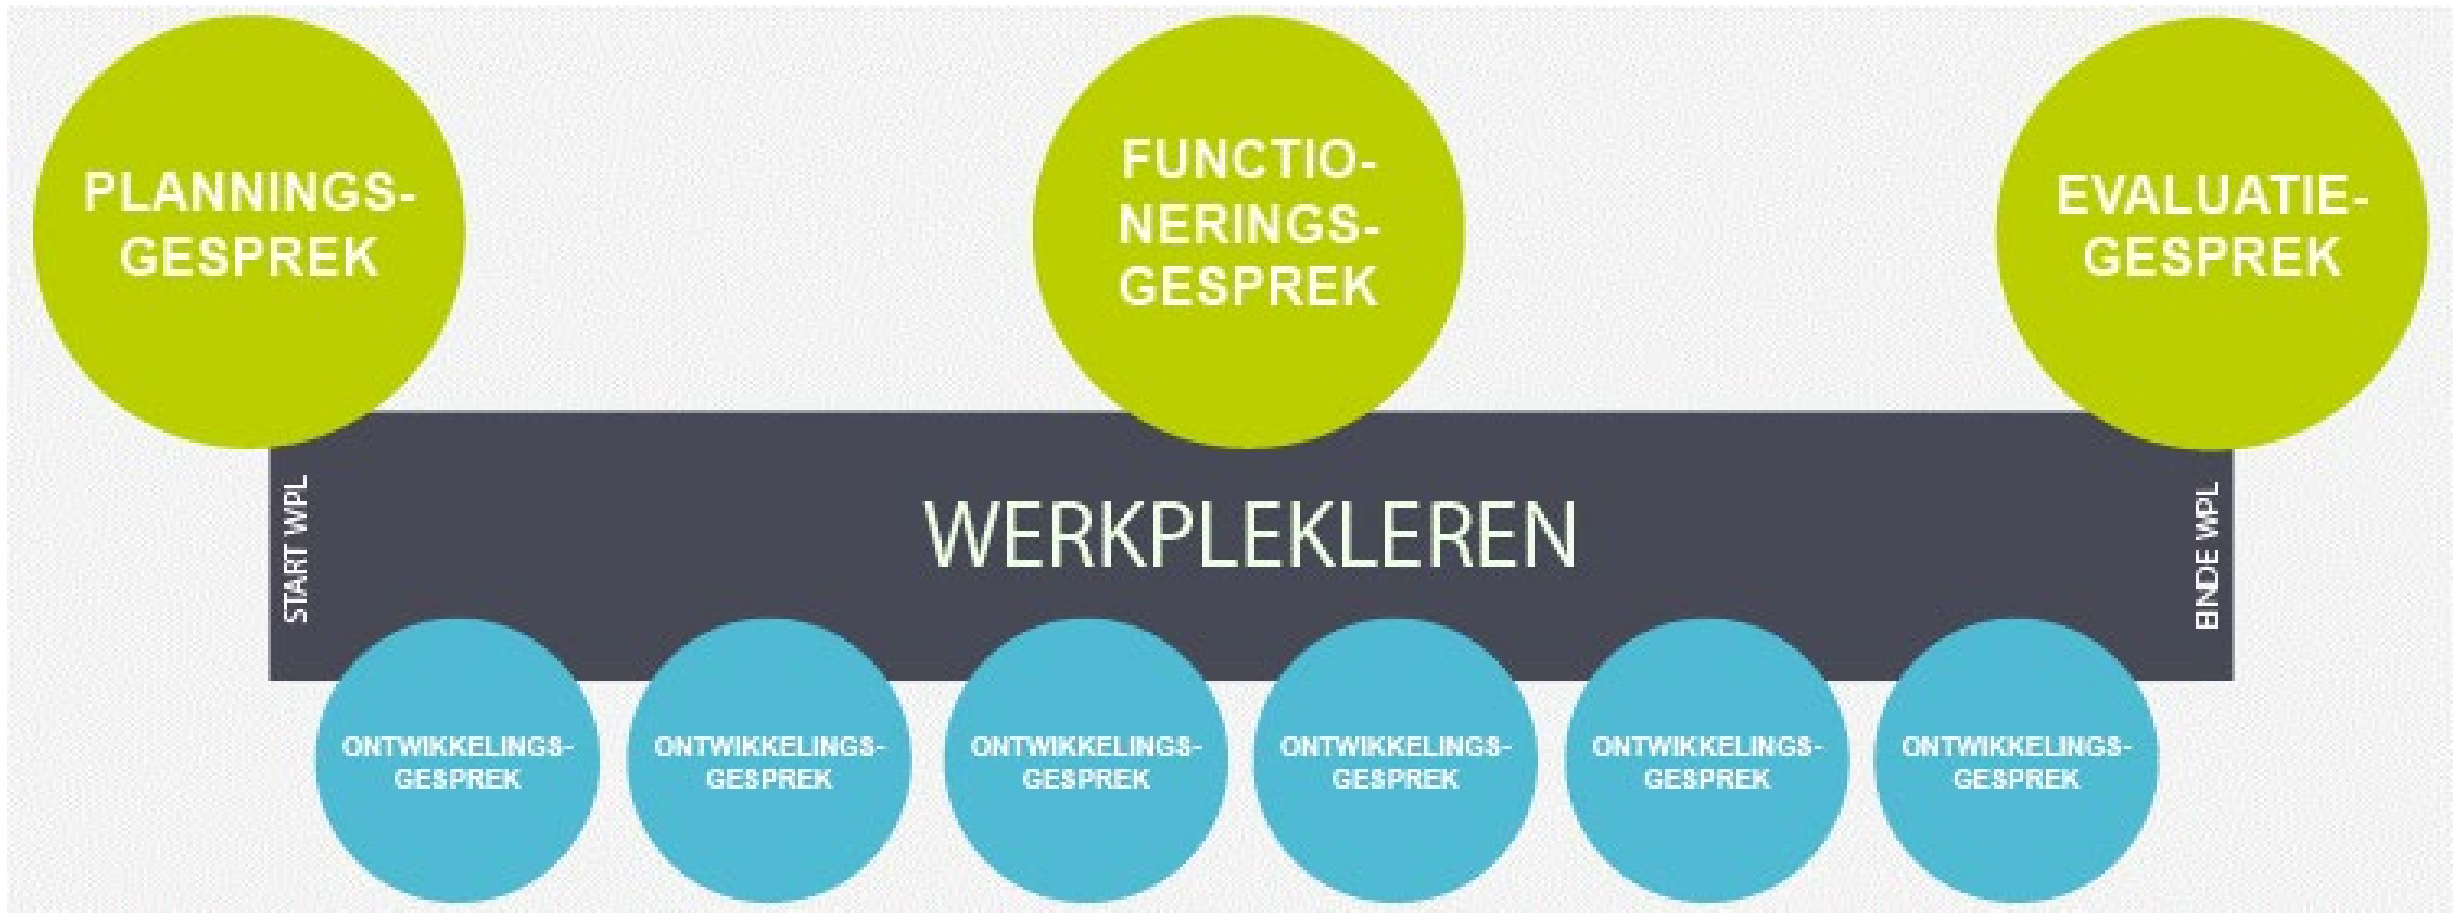 PLANNINGS-
GESPREK
FUNCTIO-
NERINGS-
GESPREK
EVALUATIE-
GESPREK
START WPL
WERKPLEKLEREN
EINDE WPL
ONTWIKKELINGS-
GESPREK
ONTWIKKELINGS-
GESPREK
ONTWIKKELINGS-
GESPREK
ONTWIKKELINGS-
GESPREK
ONTWIKKELINGS-
GESPREK
ONTWIKKELINGS-
GESPREK